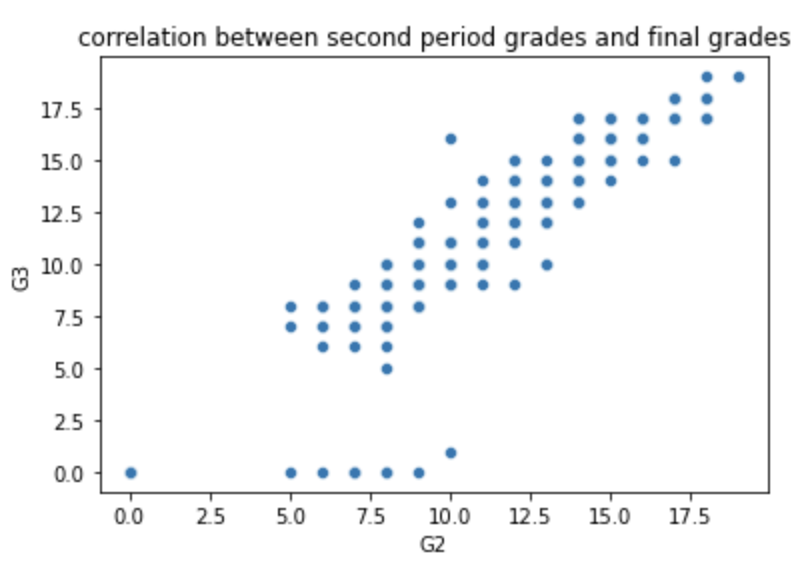 correlation between second period grades and final grades
17.5
15.0
12.5
10.0
7.5
5.0
2.5
0.0
G3
0.0 2.5 5.0 7.5 10.0 12.5 15.0 17.5
G2